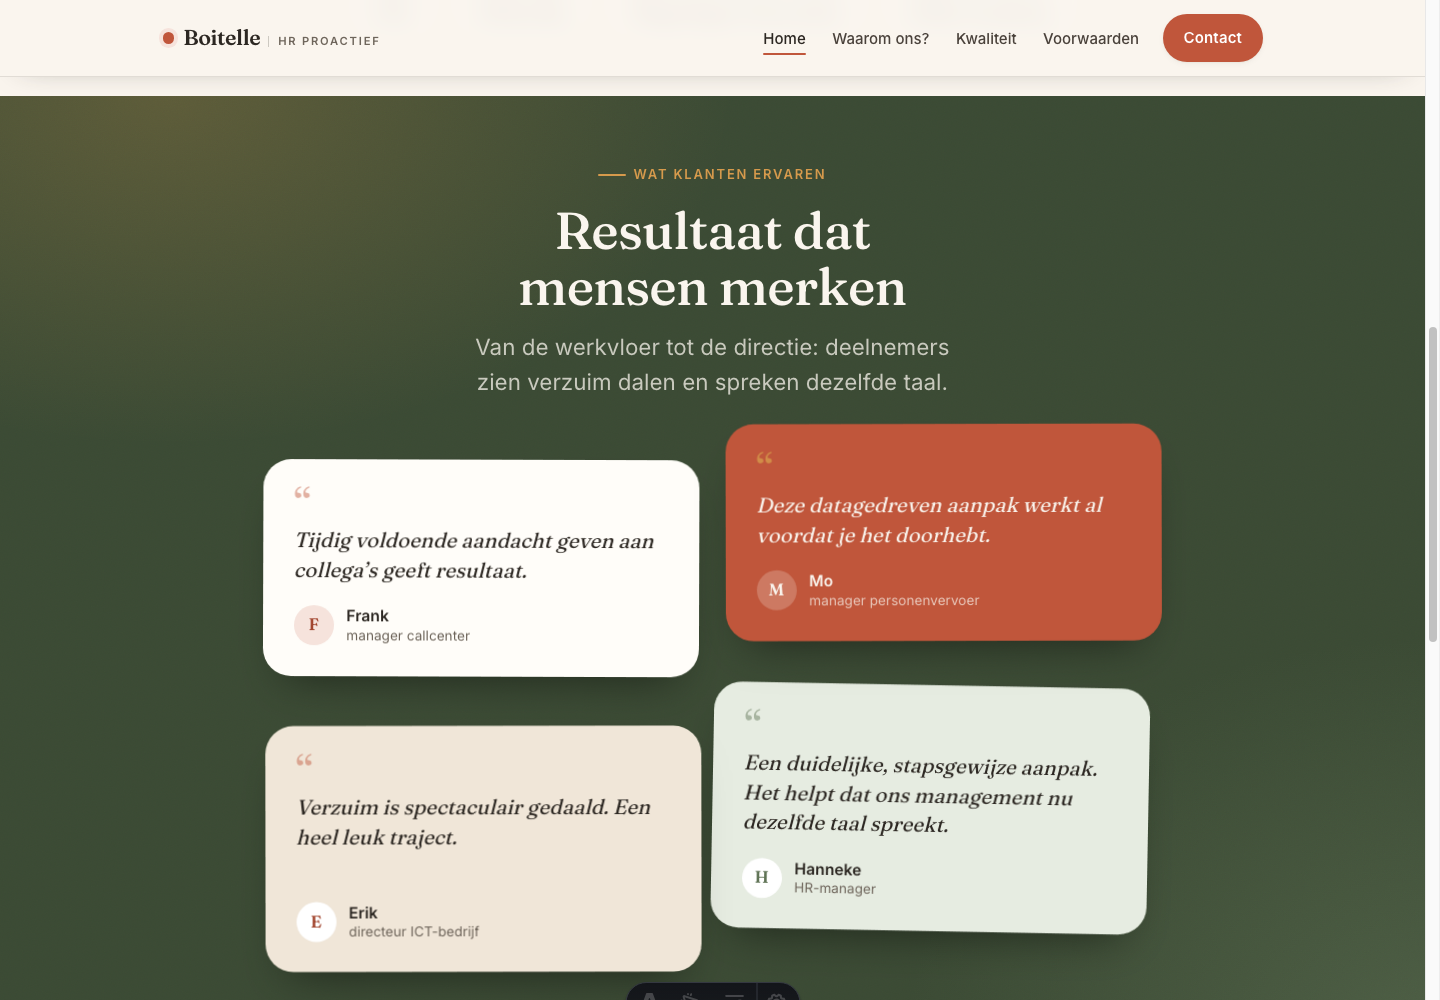 Boitelle
HR PROACTIEF
Home
Waarom ons?
Kwaliteit
Voorwaarden
Contact
WAT KLANTEN ERVAREN
Resultaat dat
mensen merken
Van de werkvloer tot de directie: deelnemers
zien verzuim dalen en spreken dezelfde taal.
“
Tijdig voldoende aandacht geven aan
collega’s geeft resultaat.
F
Frank
manager callcenter
“
Deze datagedreven aanpak werkt al
voordat je het doorhebt.
M
Mo
manager personenvervoer
“
Verzuim is spectaculair gedaald. Een
heel leuk traject.
E
Erik
directeur ICT-bedrijf
“
Een duidelijke, stapsgewijze aanpak.
Het helpt dat ons management nu
dezelfde taal spreekt.
H
Hanneke
HR-manager